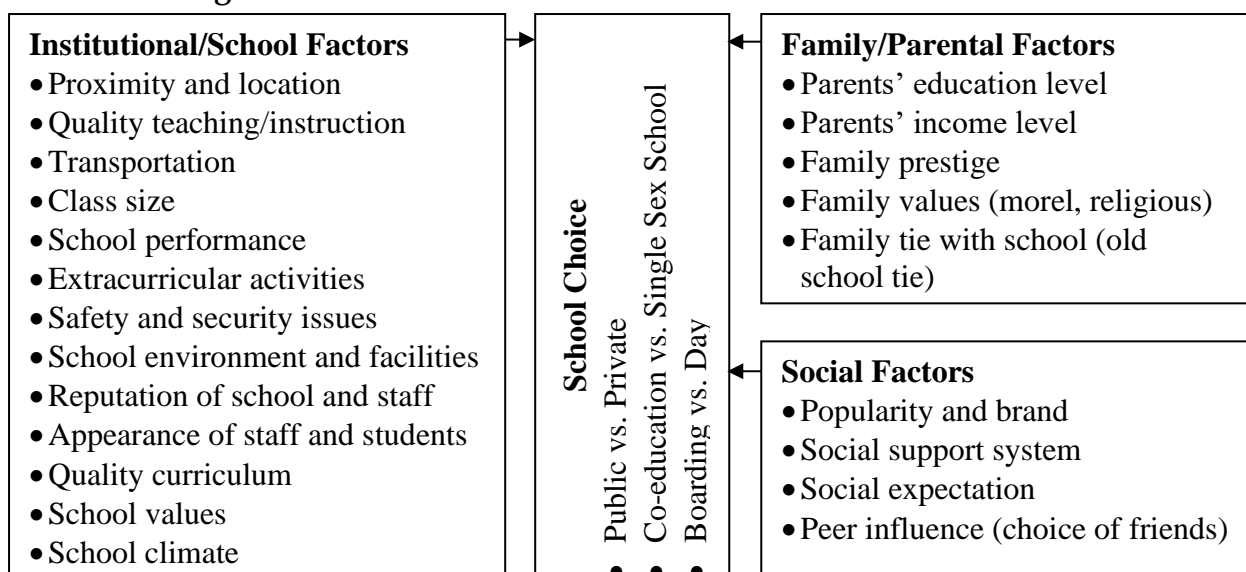 Institutional/School Factors
• Proximity and location
• Quality teaching/instruction
• Transportation
• Class size
• School performance
• Extracurricular activities
• Safety and security issues
• School environment and facilities
• Reputation of school and staff
• Appearance of staff and students
• Quality curriculum
• School values
• School climate
School Choice
• Public vs. Private
• Co-education vs. Single Sex School
• Boarding vs. Day
Family/Parental Factors
• Parents’ education level
• Parents’ income level
• Family prestige
• Family values (morel, religious)
• Family tie with school (old
school tie)
Social Factors
• Popularity and brand
• Social support system
• Social expectation
• Peer influence (choice of friends)